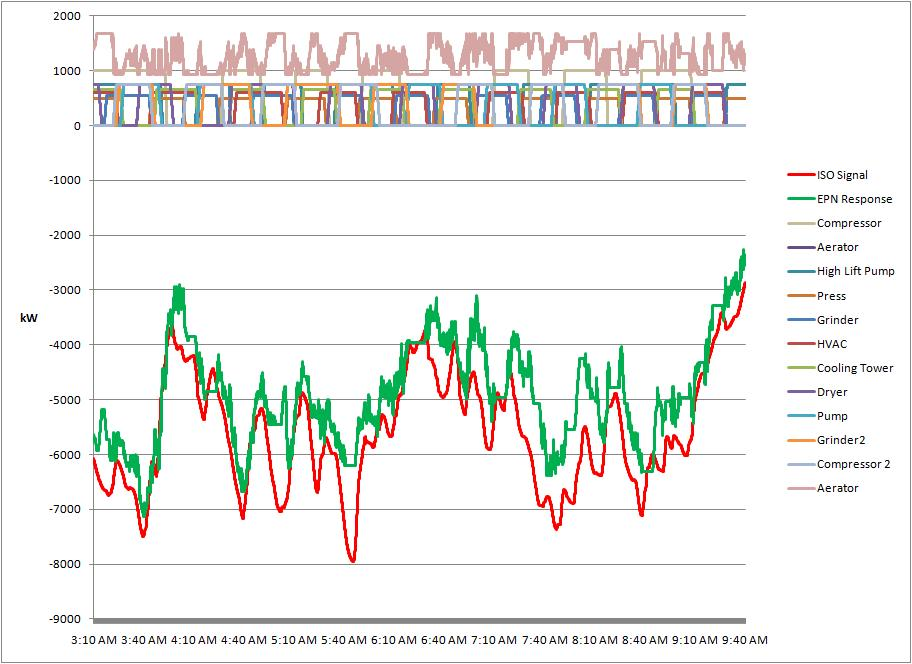 2000
1000
0
-1000
-2000
-3000
kW
-4000
-5000
-6000
-7000
-8000
-9000
3:10 AM 3:40 AM 4:10 AM 4:40 AM 5:10 AM 5:40 AM 6:10 AM 6:40 AM 7:10 AM 7:40 AM 8:10 AM 8:40 AM 9:10 AM 9:40 AM
ISO Signal
EPN Response
Compressor
Aerator
High Lift Pump
Press
Grinder
HVAC
Cooling Tower
Dryer
Pump
Grinder2
Compressor 2
Aerator